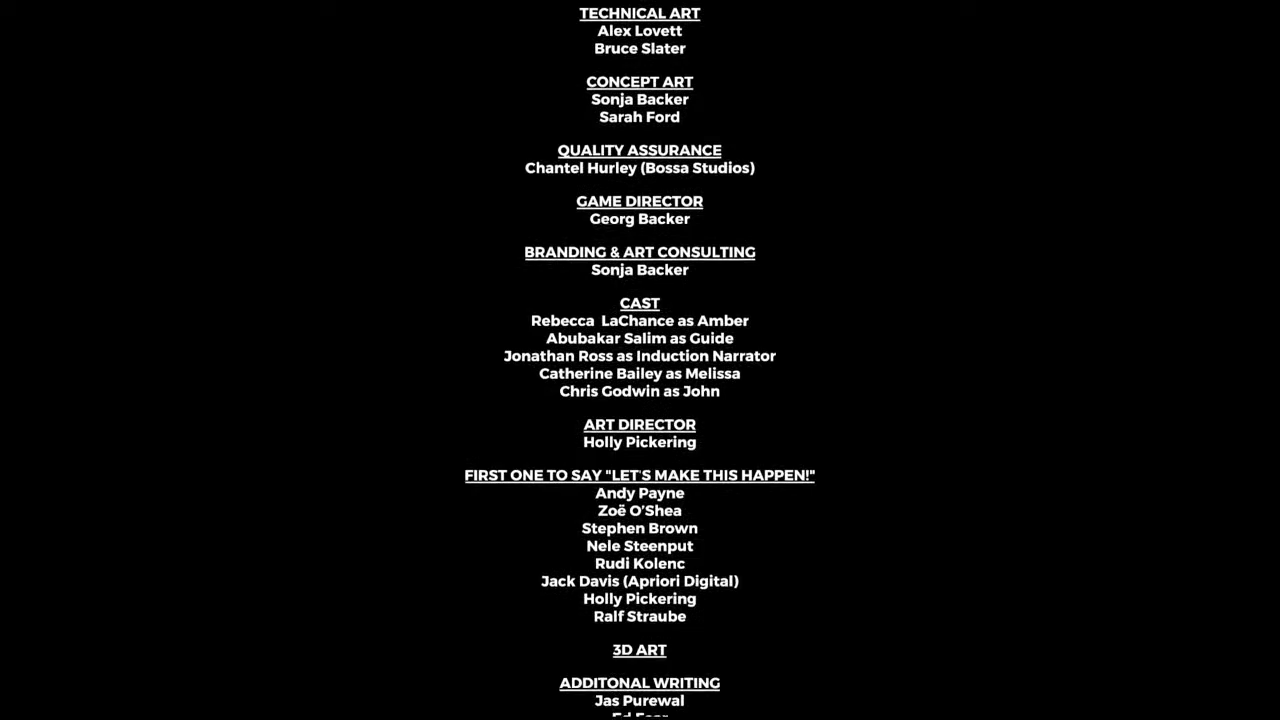 TECHNICAL ART
Alex Lovett
Bruce Slater
CONCEPT ART
Sonja Backer
Sarah Ford
QUALITY ASSURANCE
Chantel Hurley (Bossa Studios)
GAME DIRECTOR
Georg Backer
BRANDING & ART CONSULTING
Sonja Backer
CAST
Rebecca  LaChance as Amber
Abubakar Salim as Guide
Jonathan Ross as Induction Narrator
Catherine Bailey as Melissa
Chris Godwin as John
ART DIRECTOR
Holly Pickering
FIRST ONE TO SAY "LET'S MAKE THIS HAPPEN!"
Andy Payne
Zoë O’Shea
Stephen Brown
Nele Steenput
Rudi Kolenc
Jack Davis (Apriori Digital)
Holly Pickering
Ralf Straube
3D ART
ADDITONAL WRITING
Jas Purewal